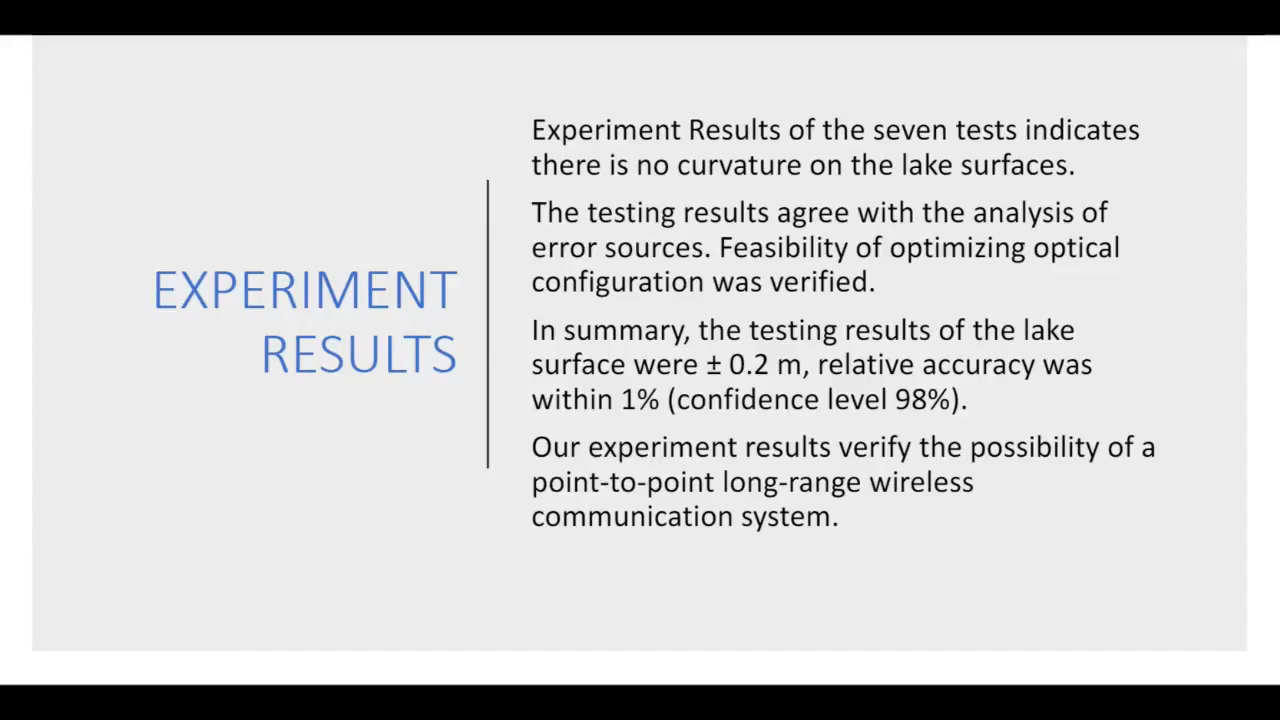 EXPERIMENT
RESULTS
Experiment Results of the seven tests indicates
there is no curvature on the lake surfaces.
The testing results agree with the analysis of
error sources. Feasibility of optimizing optical
configuration was verified.
In summary, the testing results of the lake
surface were ± 0.2 m, relative accuracy was
within 1% (confidence level 98%).
Our experiment results verify the possibility of a
point-to-point long-range wireless
communication system.